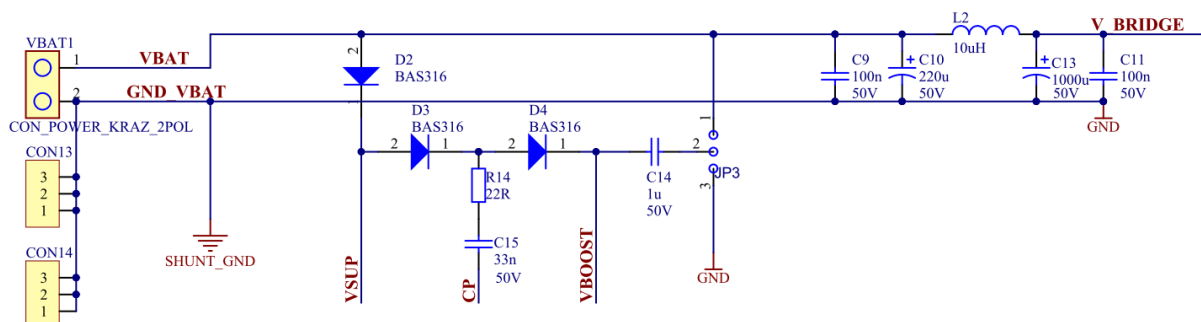 VBAT1
1
VBAT
2
GND_VBAT
CON_POWER_KRAZ_2POL
CON13
3
2
1
CON14
3
2
1
SHUNT_GND
2
D2
BAS316
1
D3
BAS316
2
1
D4
BAS316
2
1
R14
22R
C15
33n
50V
VSUP
CP
VBOOST
C14
1u
50V
1
2
3
JP3
GND
C9
100n
50V
+
C10
220u
50V
L2
10uH
+
C13
1000u
50V
C11
100n
50V
V_BRIDGE
GND